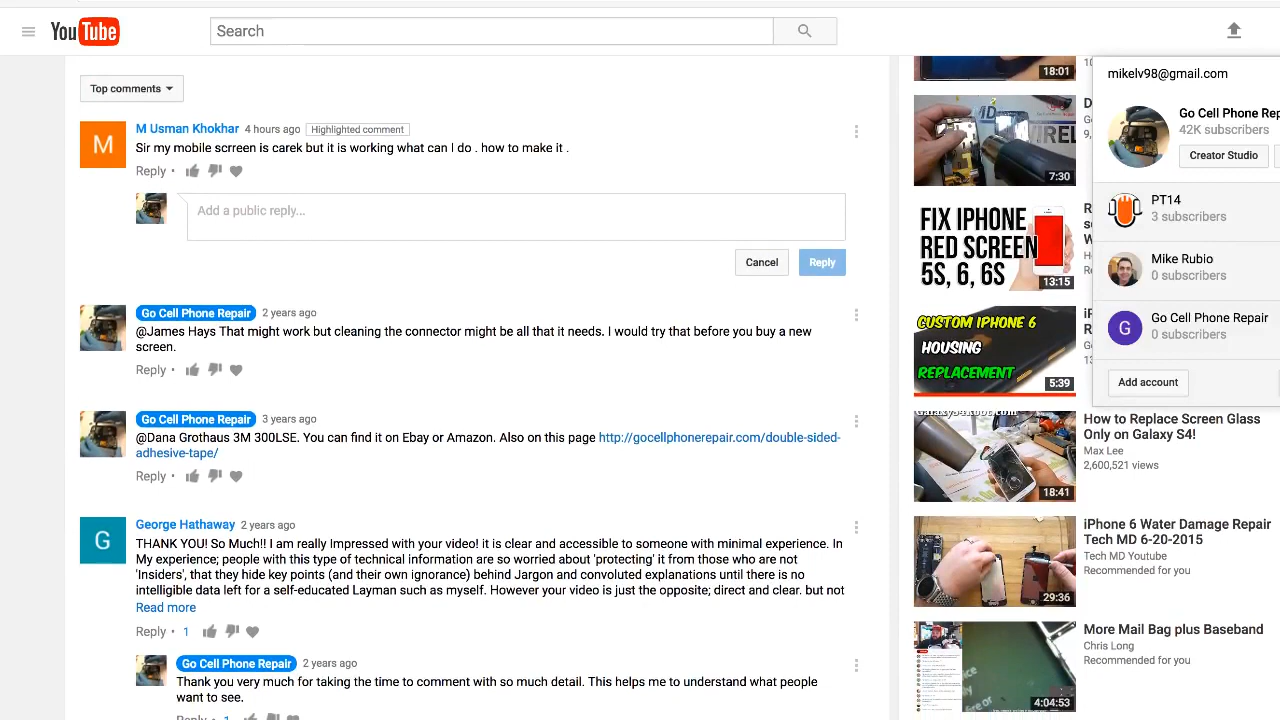 YouTube
Search
Top comments
M
M Usman Khokhar 4 hours ago Highlighted comment
Sir my mobile screen is carek but it is working what can I do . how to make it .
Reply •
Add a public reply...
Cancel
Reply
Go Cell Phone Repair 2 years ago
@James Hays That might work but cleaning the connector might be all that it needs. I would try that before you buy a new
screen.
Reply •
Go Cell Phone Repair 3 years ago
@Dana Grothaus 3M 300LSE. You can find it on Ebay or Amazon. Also on this page http://gocellphonerepair.com/double-sided-
adhesive-tape/
Reply •
G
George Hathaway 2 years ago
THANK YOU! So Much!! I am really impressed with your video! it is clear and accessible to someone with minimal experience. In
My experience; people with this type of technical information are so worried about 'protecting' it from those who are not
'Insiders', that they hide key points (and their own ignorance) behind Jargon and convoluted explanations until there is no
intelligible data left for a self-educated Layman such as myself. However your video is just the opposite; direct and clear. but not
Read more
Reply • 1
Go Cell Phone Repair 2 years ago
Thank you so much for taking the time to comment in so much detail. This helps me to understand what people
want to see.
Reply • 1
18:01
7:30
FIX IPHONE
RED SCREEN
5S, 6, 6S
13:15
CUSTOM IPHONE 6
HOUSING
REPLACEMENT
5:39
18:41
How to Replace Screen Glass
Only on Galaxy S4!
Max Lee
2,600,521 views
29:36
iPhone 6 Water Damage Repair
Tech MD 6-20-2015
Tech MD Youtube
Recommended for you
4:04:53
More Mail Bag plus Baseband
Chris Long
Recommended for you
mikelv98@gmail.com
Go Cell Phone Rep
42K subscribers
Creator Studio
PT14
3 subscribers
Mike Rubio
0 subscribers
G
Go Cell Phone Repair
0 subscribers
Add account